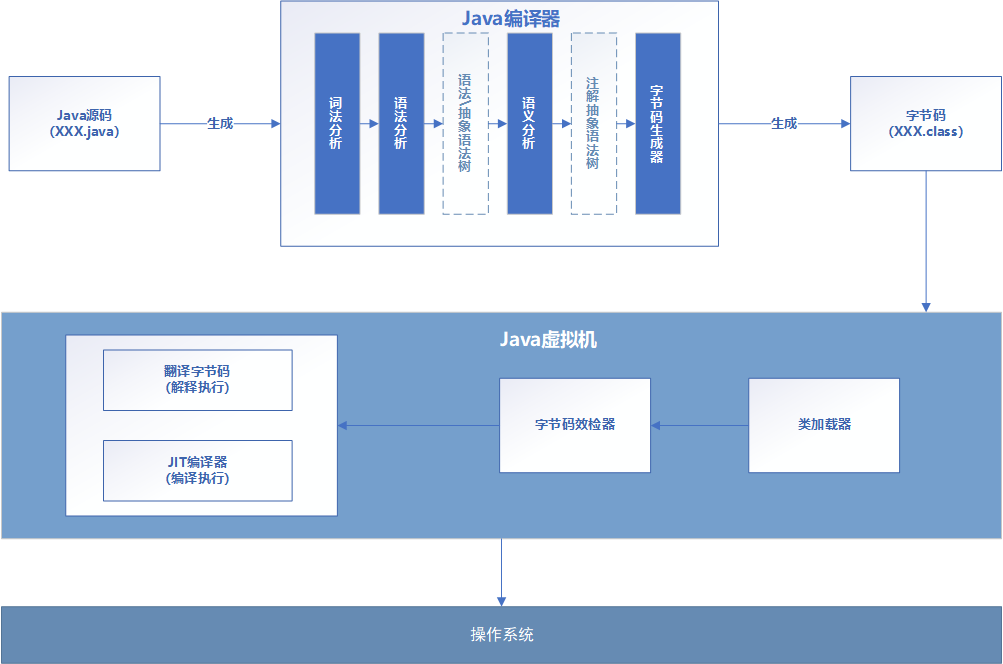 Java编译器
Java源码
(XXX.java)
生成
词法分析
语法分析
语法/抽象语法树
语义分析
注解抽象语法树
字节码生成器
生成
字节码
(XXX.class)
Java虚拟机
翻译字节码
(解释执行)
JIT编译器
(编译执行)
字节码效检器
类加载器
操作系统